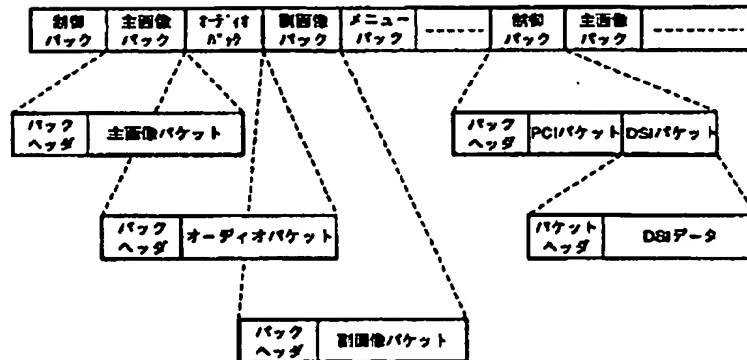 制御
パック
主画像
パック
オーディオ
パック
副画像
パック
メニュー
パック
制御
パック
主画像
パック
パック
ヘッダ
主画像パケット
パック
ヘッダ
PCIパケット
DSIパケット
パック
ヘッダ
オーディオパケット
パケット
ヘッダ
DSIデータ
パック
ヘッダ
副画像パケット